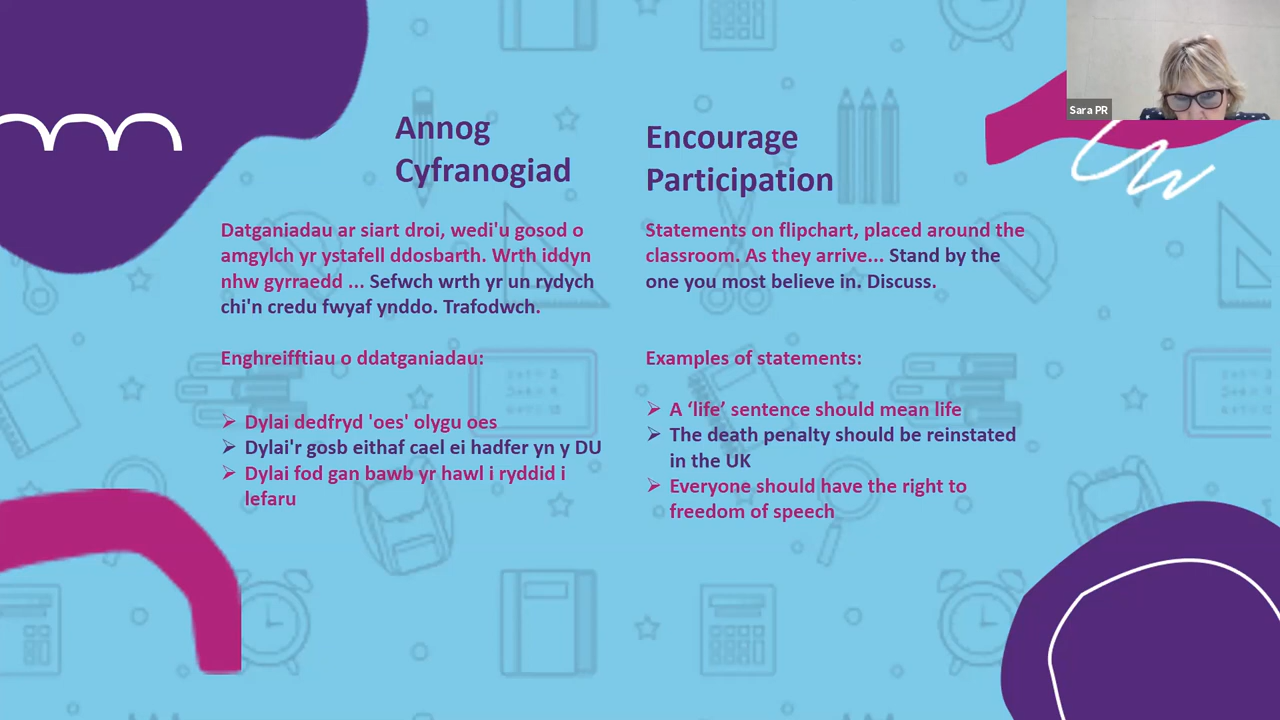 Annog
Cyfranogiad
Datganiadau ar siart droi, wedi'u gosod o
amgylch yr ystafell ddosbarth. Wrth iddyn
nhw gyrraedd ... Sefwch wrth yr un rydych
chi'n credu fwyaf ynddo. Trafodwch.
Enghreifftiau o ddatganiadau:
➢ Dylai dedfryd 'oes' olygu oes
➢ Dylai'r gosb eithaf cael ei hadfer yn y DU
➢ Dylai fod gan bawb yr hawl i ryddid i
lefaru
Encourage
Participation
Statements on flipchart, placed around the
classroom. As they arrive... Stand by the
one you most believe in. Discuss.
Examples of statements:
➢ A ‘life’ sentence should mean life
➢ The death penalty should be reinstated
in the UK
➢ Everyone should have the right to
freedom of speech
Sara PR